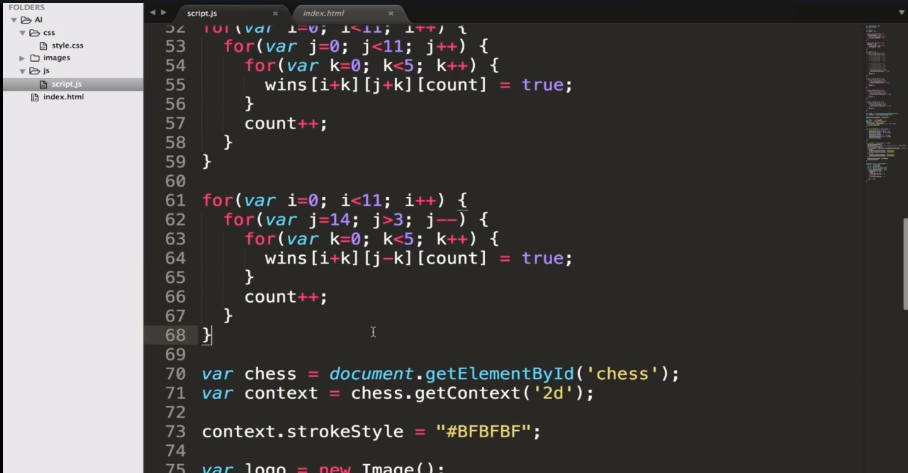 FOLDERS
AI
css
style.css
images
js
script.js
index.html
script.js ×
index.html ×
52 for(var i=0; i<11; i++) {
53 for(var j=0; j<11; j++) {
54 for(var k=0; k<5; k++) {
55 wins[i+k][j+k][count] = true;
56 }
57 count++;
58 }
59 }
60
61 for(var i=0; i<11; i++) {
62 for(var j=14; j>3; j--) {
63 for(var k=0; k<5; k++) {
64 wins[i+k][j-k][count] = true;
65 }
66 count++;
67 }
68 }
69
70 var chess = document.getElementById('chess');
71 var context = chess.getContext('2d');
72
73 context.strokeStyle = "#BFBFBF";
74
75 var logo = new Image();